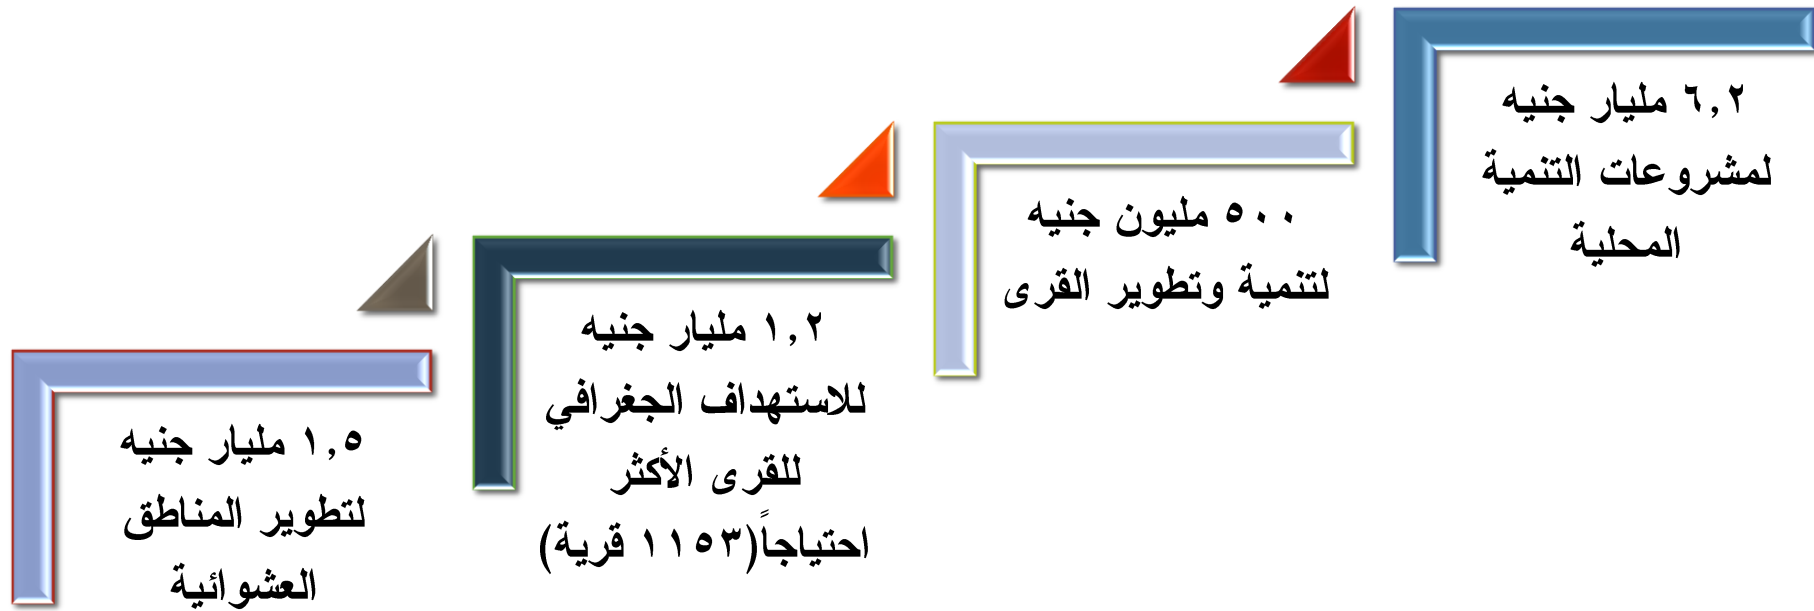 ٦,٢ مليار جنيه
لمشروعات التنمية
المحلية
٥٠٠ مليون جنيه
لتنمية وتطوير القرى
١,٢ مليار جنيه
للاستهداف الجغرافي
للقرى الأكثر
احتياجاً(١١٥٣ قرية)
١,٥ مليار جنيه
لتطوير المناطق
العشوائية